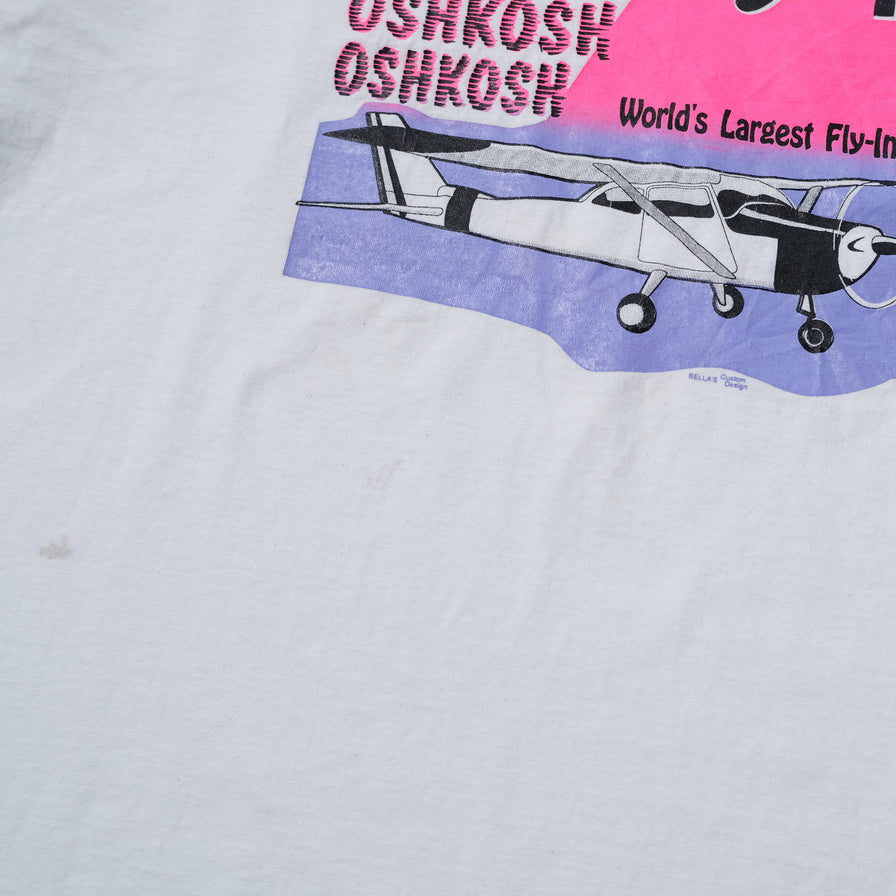 OSHKOSH
OSHKOSH
World's Largest Fly-In
BELLA'S Custom
Design